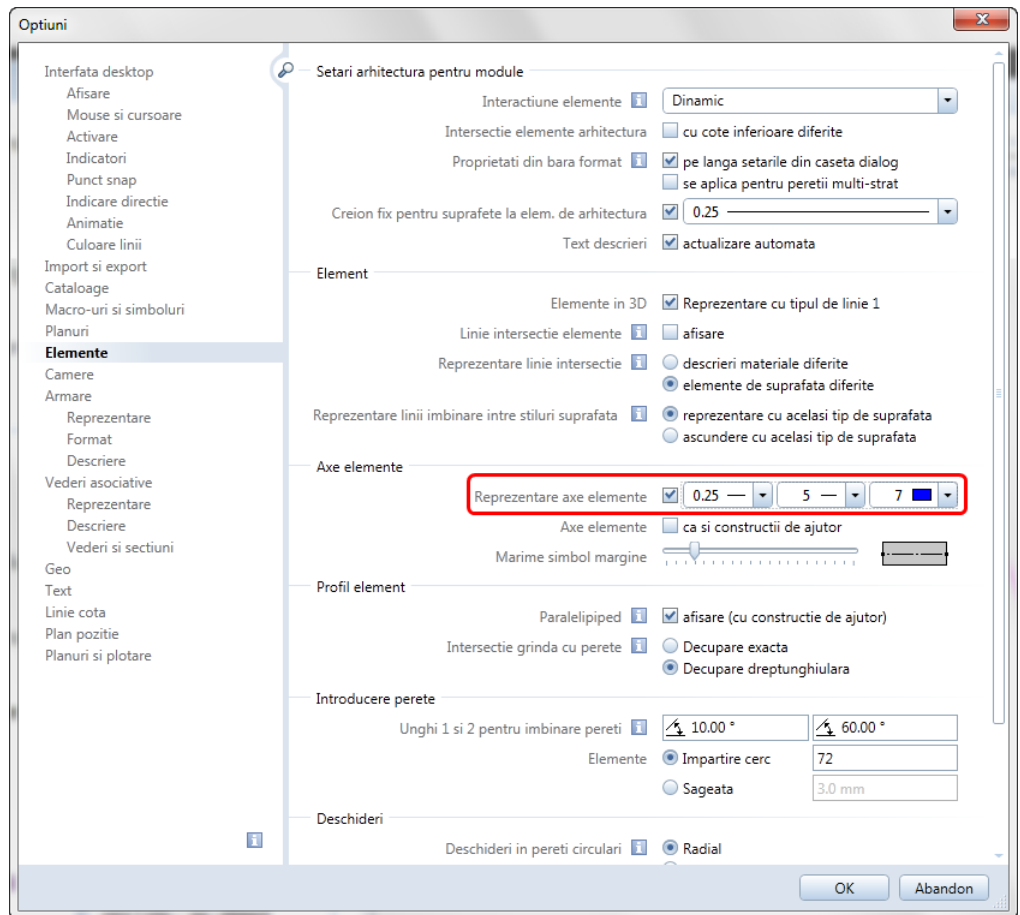 Optiuni
Interfata desktop
Afisare
Mouse si cursoare
Activare
Indicatori
Punct snap
Indicare directie
Animatie
Culoare linii
Import si export
Cataloage
Macro-uri si simboluri
Planuri
Elemente
Camere
Armare
Reprezentare
Format
Descriere
Vederi asociative
Reprezentare
Descriere
Vederi si sectiuni
Geo
Text
Linie cota
Plan pozitie
Planuri si plotare
Setari arhitectura pentru module
Interactiune elemente Dinamic
Intersectie elemente arhitectura cu cote inferioare diferite
Proprietati din bara format pe langa setarile din caseta dialog
se aplica pentru peretii multi-strat
Creion fix pentru suprafete la elem. de arhitectura 0.25
Text descrieri actualizare automata
Element
Elemente in 3D Reprezentare cu tipul de linie 1
Linie intersectie elemente afisare
Reprezentare linie intersectie descrieri materiale diferite
elemente de suprafata diferite
Reprezentare linii imbinare intre stiluri suprafata reprezentare cu acelasi tip de suprafata
ascundere cu acelasi tip de suprafata
Axe elemente
Reprezentare axe elemente 0.25 5 7
Axe elemente ca si constructii de ajutor
Marime simbol margine
Profil element
Paralelipiped afisare (cu constructie de ajutor)
Intersectie grinda cu perete Decupare exacta
Decupare dreptunghiulara
Introducere perete
Unghi 1 si 2 pentru imbinare pereti 10.00 ° 60.00 °
Elemente Impartire cerc 72
Sageata 3.0 mm
Deschideri
Deschideri in pereti circulari Radial
OK Abandon